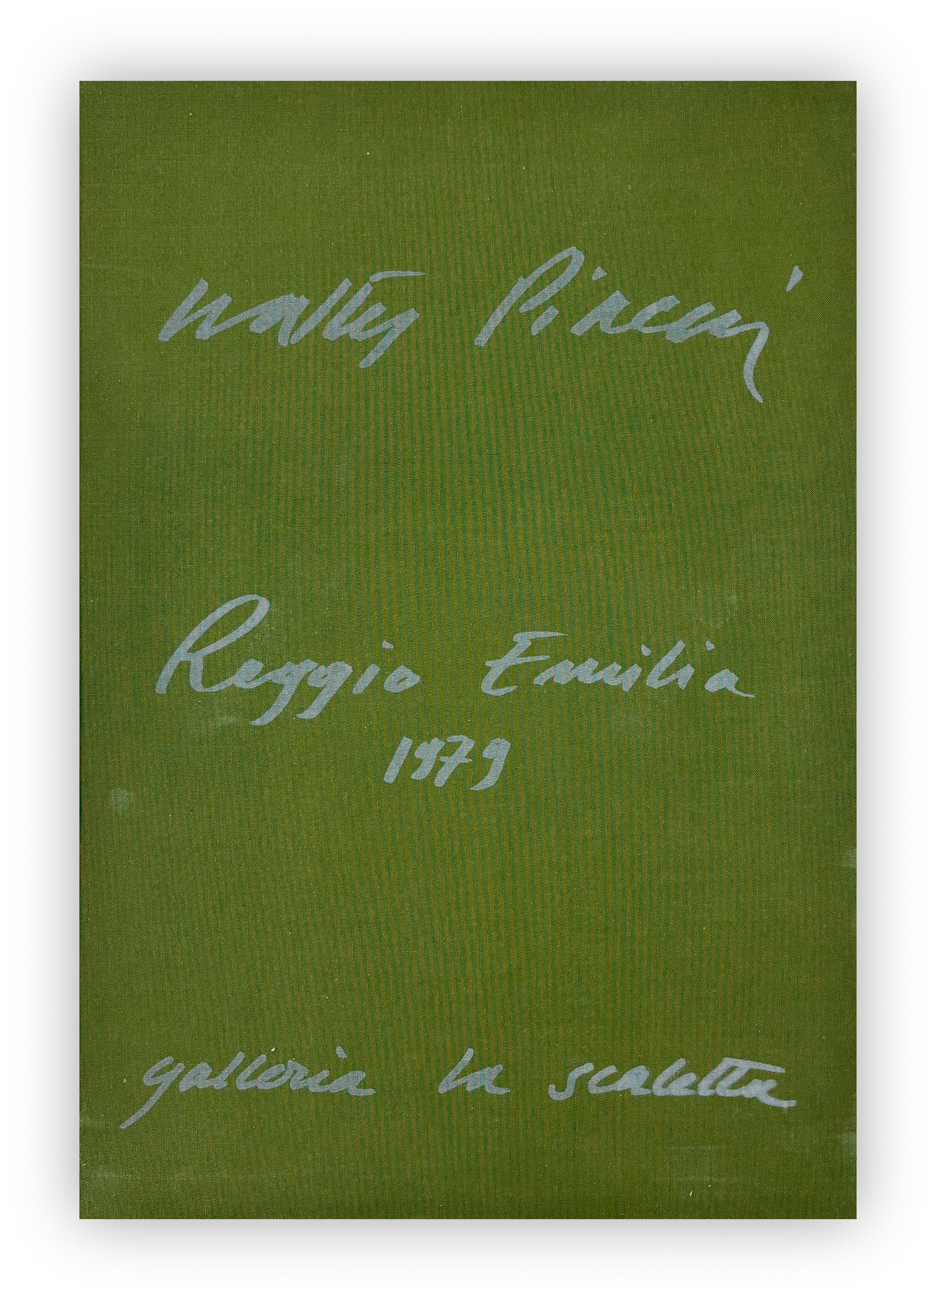 Walter Piacesi
Reggio Emilia
1979
galleria la scaletta